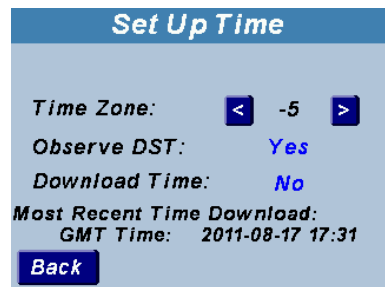 Set Up Time
Time Zone: < -5 >
Observe DST: Yes
Download Time: No
Most Recent Time Download:
GMT Time: 2011-08-17 17:31
Back